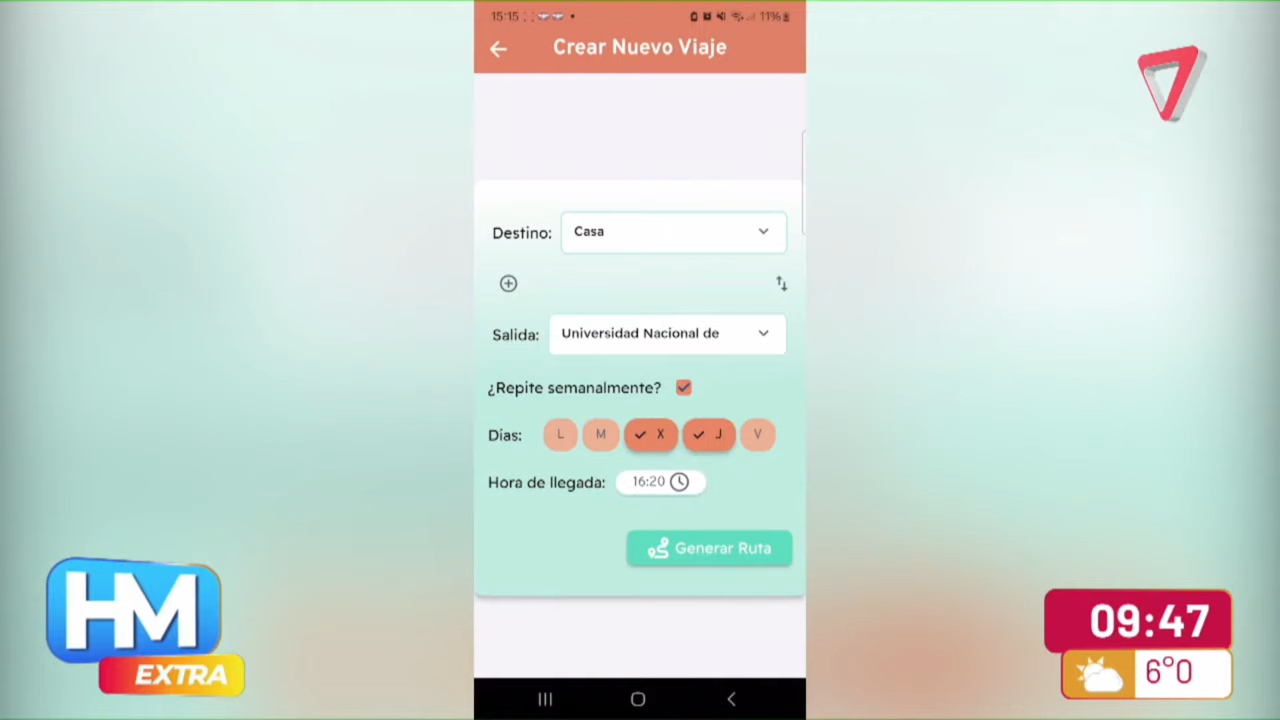 15:15
11%
Crear Nuevo Viaje
Destino: Casa
Salida: Universidad Nacional de
¿Repite semanalmente?
Días: L M X J V
Hora de llegada: 16:20
Generar Ruta
HM
EXTRA
09:47
6°0
7